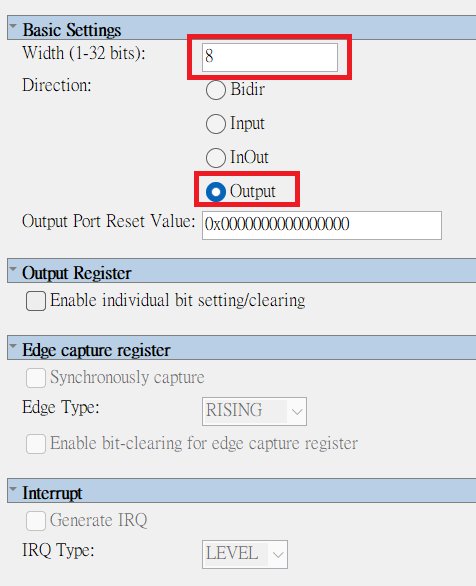 Basic Settings
Width (1-32 bits): 8
Direction: Bidir
Input
InOut
Output
Output Port Reset Value: 0x0000000000000000
Output Register
Enable individual bit setting/clearing
Edge capture register
Synchronously capture
Edge Type: RISING
Enable bit-clearing for edge capture register
Interrupt
Generate IRQ
IRQ Type: LEVEL